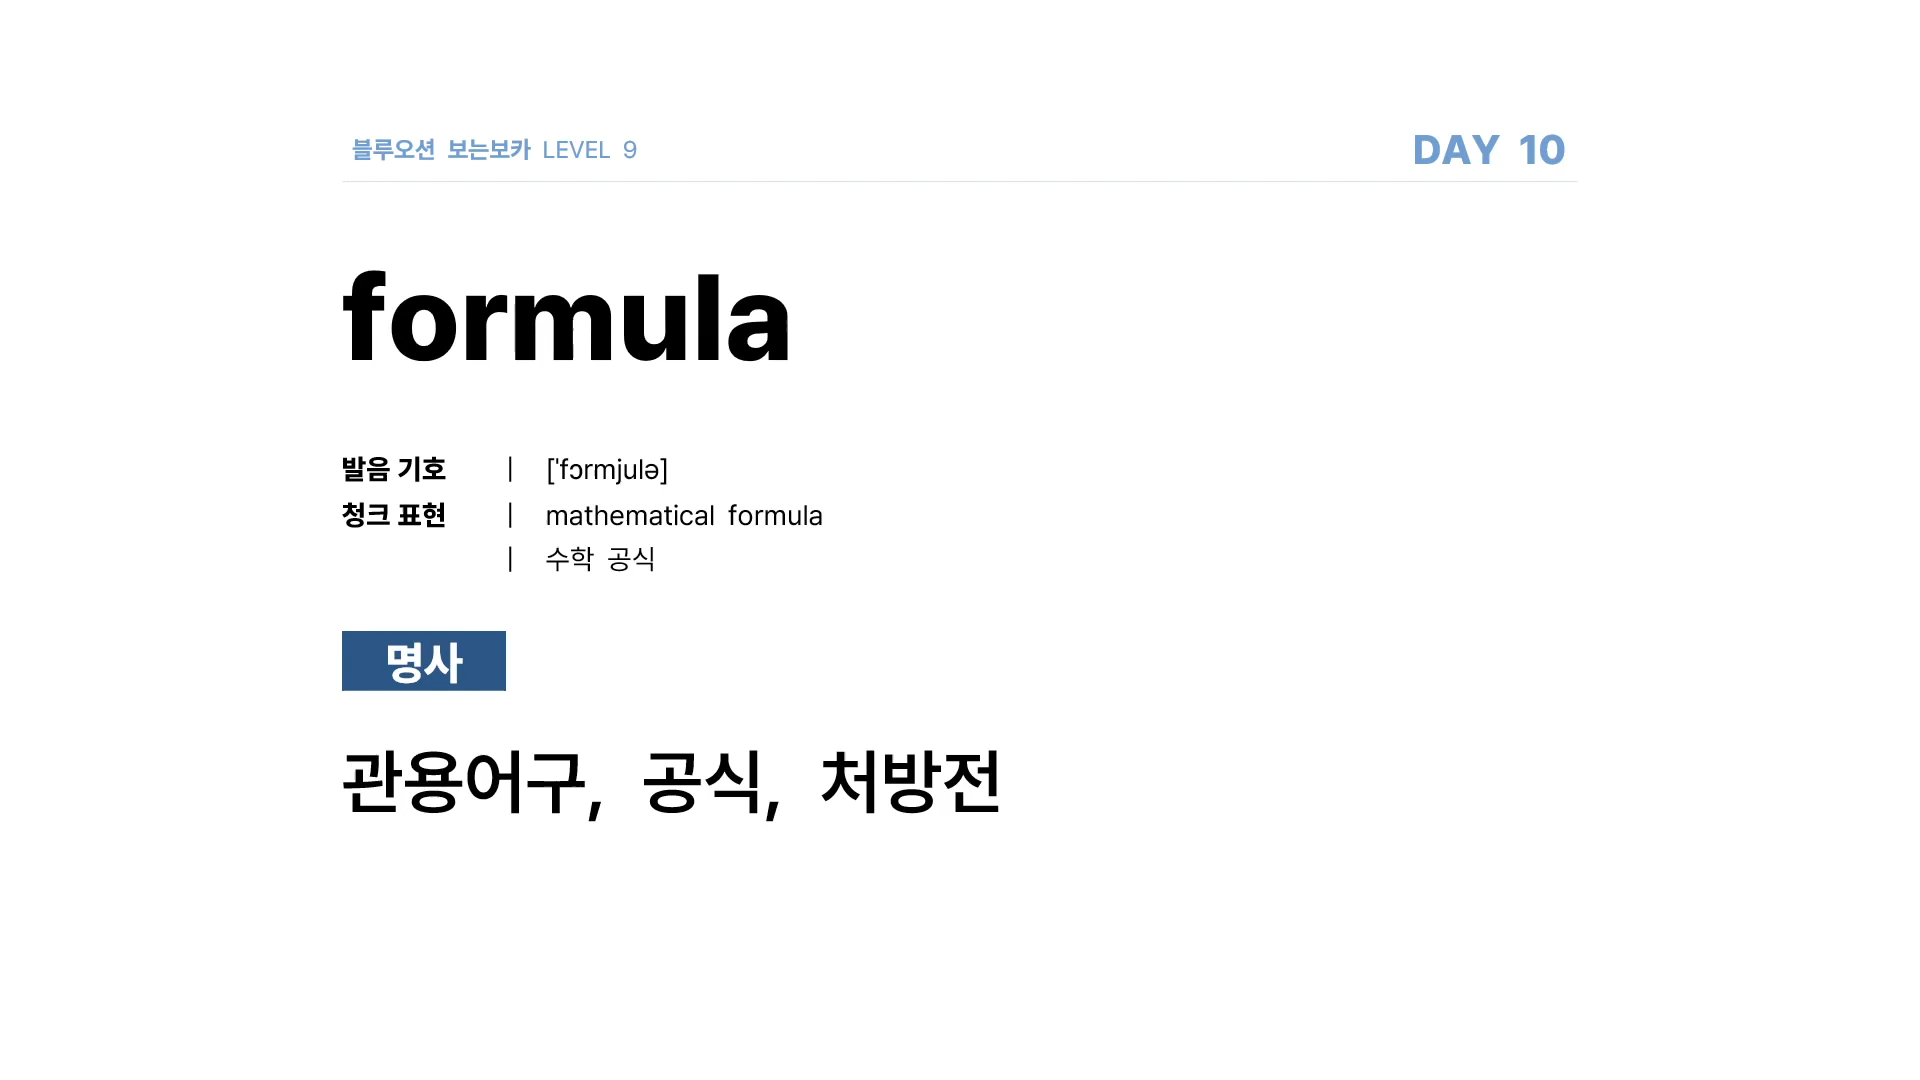 블루오션 보는보카 LEVEL 9
DAY 10
formula
발음 기호 | [ˈfɔrmjulə]
청크 표현 | mathematical formula
| 수학 공식
명사
관용어구, 공식, 처방전